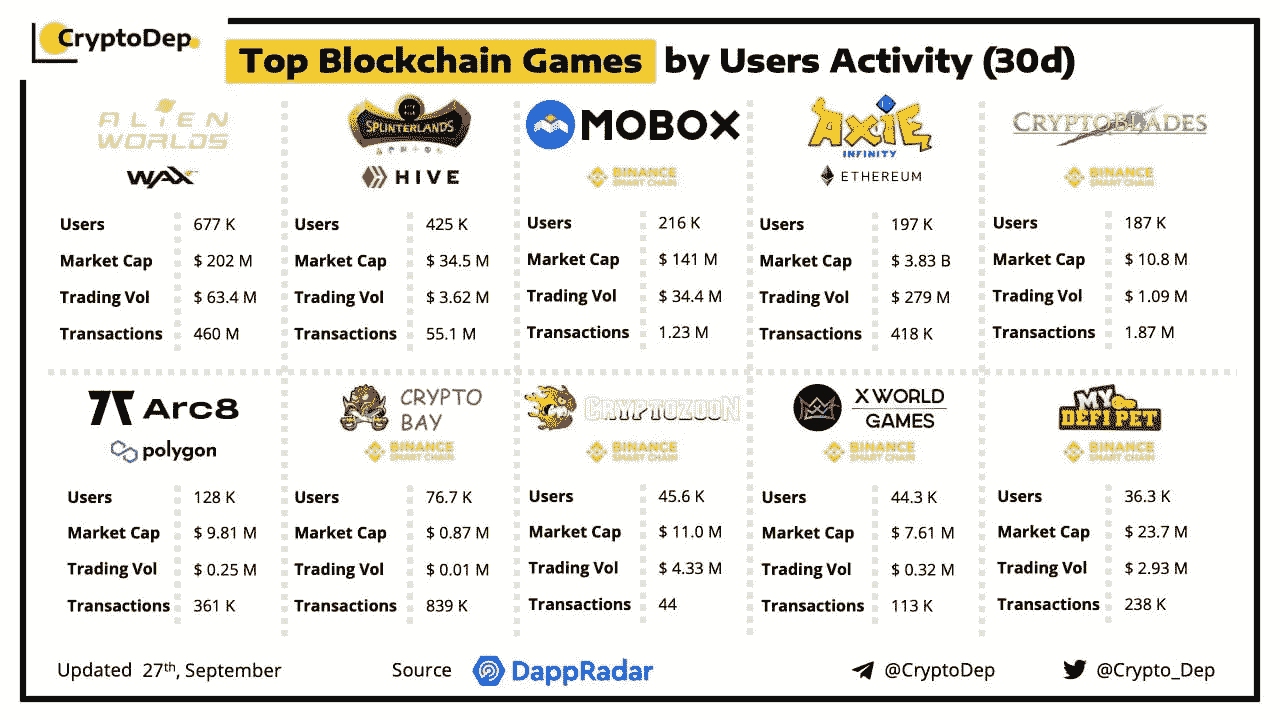 CryptoDep.
Top Blockchain Games by Users Activity (30d)
ALIEN WORLDS
WAX
Users 677 K
Market Cap $ 202 M
Trading Vol $ 63.4 M
Transactions 460 M
SPLINTERLANDS
HIVE
Users 425 K
Market Cap $ 34.5 M
Trading Vol $ 3.62 M
Transactions 55.1 M
MOBOX
BINANCE
SMART CHAIN
Users 216 K
Market Cap $ 141 M
Trading Vol $ 34.4 M
Transactions 1.23 M
AXIE
INFINITY
ETHEREUM
Users 197 K
Market Cap $ 3.83 B
Trading Vol $ 279 M
Transactions 418 K
CRYPTOBLADES
BINANCE
SMART CHAIN
Users 187 K
Market Cap $ 10.8 M
Trading Vol $ 1.09 M
Transactions 1.87 M
Arc8
polygon
Users 128 K
Market Cap $ 9.81 M
Trading Vol $ 0.25 M
Transactions 361 K
CRYPTO
BAY
BINANCE
SMART CHAIN
Users 76.7 K
Market Cap $ 0.87 M
Trading Vol $ 0.01 M
Transactions 839 K
CRYPTOZOON
BINANCE
SMART CHAIN
Users 45.6 K
Market Cap $ 11.0 M
Trading Vol $ 4.33 M
Transactions 44
X WORLD
GAMES
BINANCE
SMART CHAIN
Users 44.3 K
Market Cap $ 7.61 M
Trading Vol $ 0.32 M
Transactions 113 K
MY
DEFI PET
BINANCE
SMART CHAIN
Users 36.3 K
Market Cap $ 23.7 M
Trading Vol $ 2.93 M
Transactions 238 K
Updated 27th, September
Source DappRadar
@CryptoDep
@Crypto_Dep